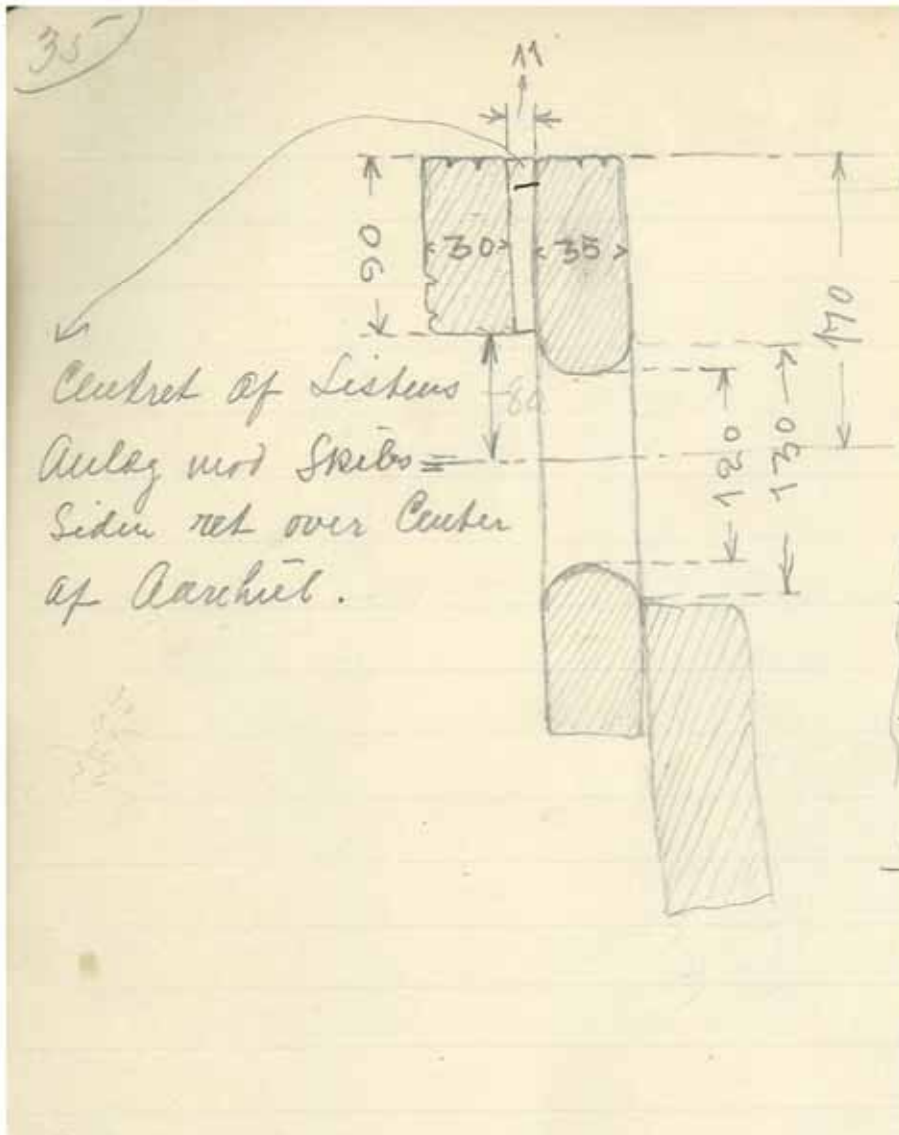 35
11
90
30
35
170
80
120
130
Centret af Listens
Anlæg mod Skibs=
Siden ret over Center
af Aarehul.